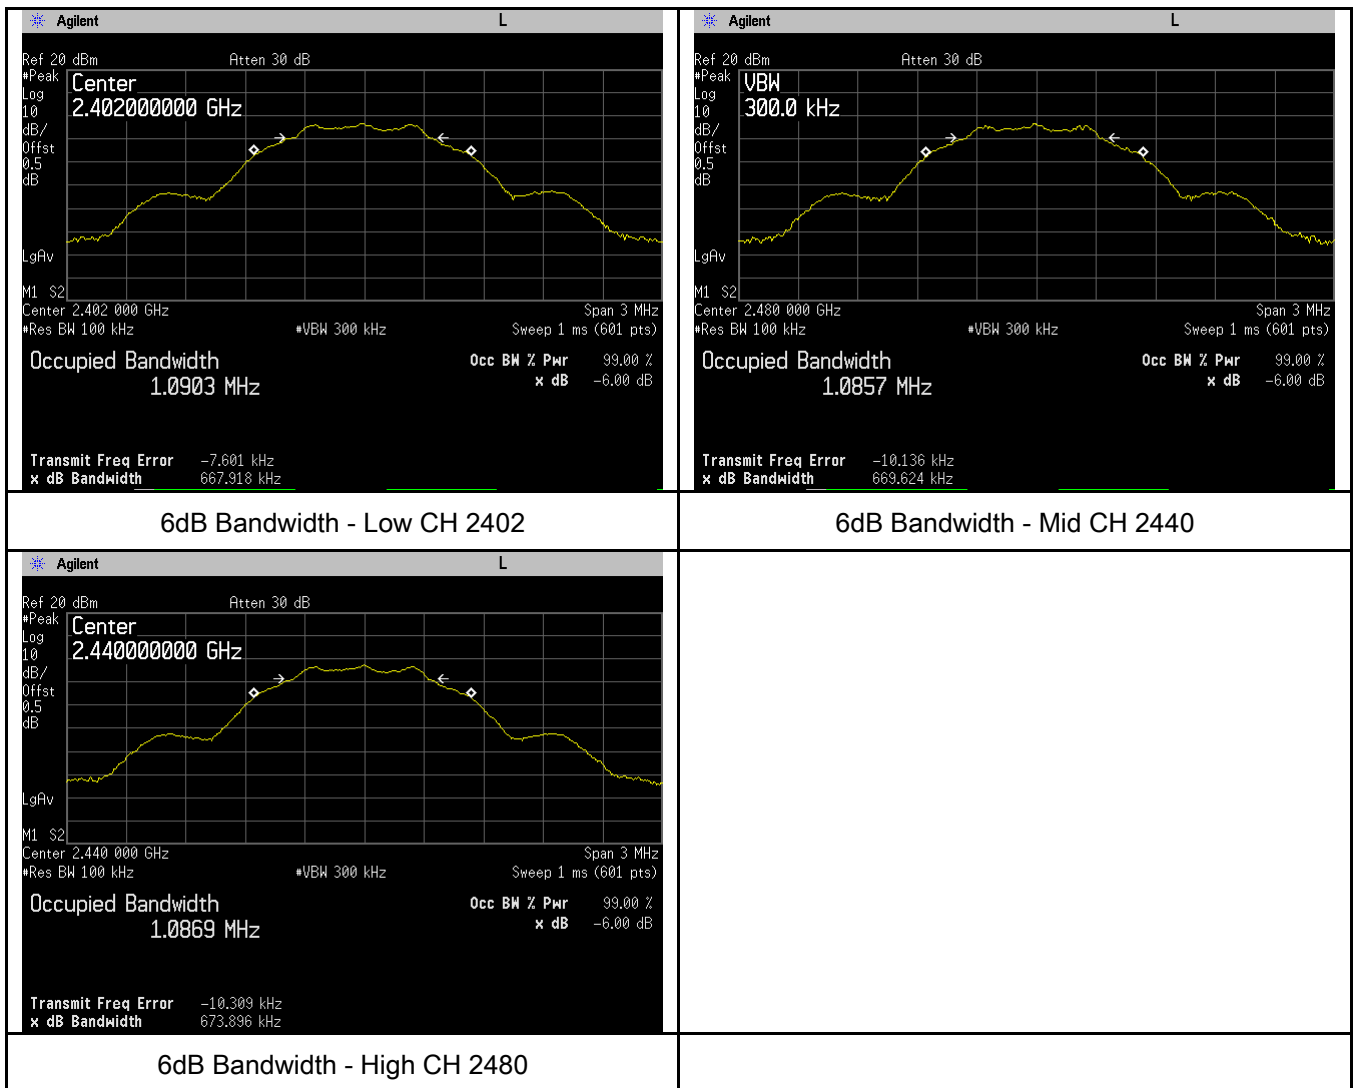 Agilent L
Ref 20 dBm Atten 30 dB
#Peak
Log
10
dB/
Offst
0.5
dB
Center
2.402000000 GHz
LgAv
M1 S2
Center 2.402 000 GHz Span 3 MHz
#Res BW 100 kHz #VBW 300 kHz Sweep 1 ms (601 pts)
Occupied Bandwidth Occ BW % Pwr 99.00 %
1.0903 MHz x dB -6.00 dB
Transmit Freq Error -7.601 kHz
x dB Bandwidth 667.918 kHz
6dB Bandwidth - Low CH 2402
Agilent L
Ref 20 dBm Atten 30 dB
#Peak
Log
10
dB/
Offst
0.5
dB
VBW
300.0 kHz
LgAv
M1 S2
Center 2.480 000 GHz Span 3 MHz
#Res BW 100 kHz #VBW 300 kHz Sweep 1 ms (601 pts)
Occupied Bandwidth Occ BW % Pwr 99.00 %
1.0857 MHz x dB -6.00 dB
Transmit Freq Error -10.136 kHz
x dB Bandwidth 669.624 kHz
6dB Bandwidth - Mid CH 2440
Agilent L
Ref 20 dBm Atten 30 dB
#Peak
Log
10
dB/
Offst
0.5
dB
Center
2.440000000 GHz
LgAv
M1 S2
Center 2.440 000 GHz Span 3 MHz
#Res BW 100 kHz #VBW 300 kHz Sweep 1 ms (601 pts)
Occupied Bandwidth Occ BW % Pwr 99.00 %
1.0869 MHz x dB -6.00 dB
Transmit Freq Error -10.309 kHz
x dB Bandwidth 673.896 kHz
6dB Bandwidth - High CH 2480